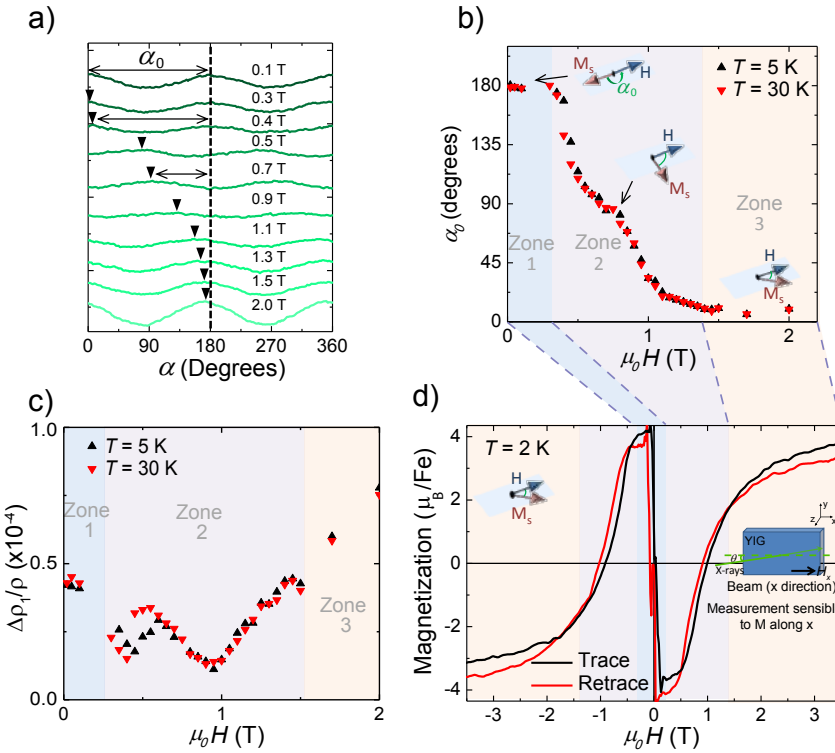 a)
α₀
0.1 T
0.3 T
0.4 T
0.5 T
0.7 T
0.9 T
1.1 T
1.3 T
1.5 T
2.0 T
0 90 180 270 360
α (Degrees)
b)
α₀ (degrees)
180
135
90
45
0
Mₛ
H
α₀
T = 5 K
T = 30 K
H
Mₛ
Zone
1
Zone
2
Zone
3
H
Mₛ
0 1 2
μ₀H (T)
c)
Δρ₁/ρ (x10⁻⁴)
1.0
0.5
0.0
T = 5 K
T = 30 K
Zone
1
Zone
2
Zone
3
0 1 2
μ₀H (T)
d)
Magnetization (μ_B/Fe)
4
2
0
-2
-4
T = 2 K
H
Mₛ
y
z x
YIG
θ
X-rays
Hₓ
Beam (x direction)
Measurement sensible
to M along x
Trace
Retrace
-3 -2 -1 0 1 2 3
μ₀H (T)